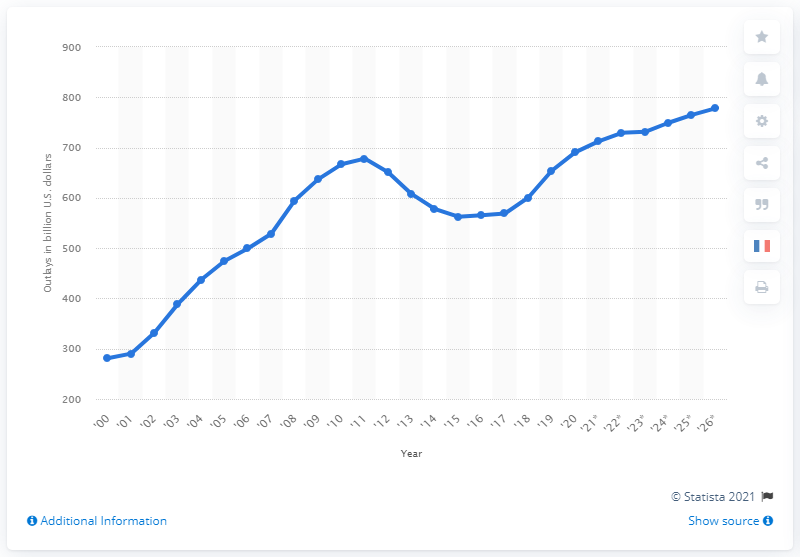 900
800
700
600
500
400
300
200
Outlays in billion U.S. dollars
'00 '01 '02 '03 '04 '05 '06 '07 '08 '09 '10 '11 '12 '13 '14 '15 '16 '17 '18 '19 '20 '21* '22* '23* '24* '25* '26*
Year
© Statista 2021
Additional Information
Show source